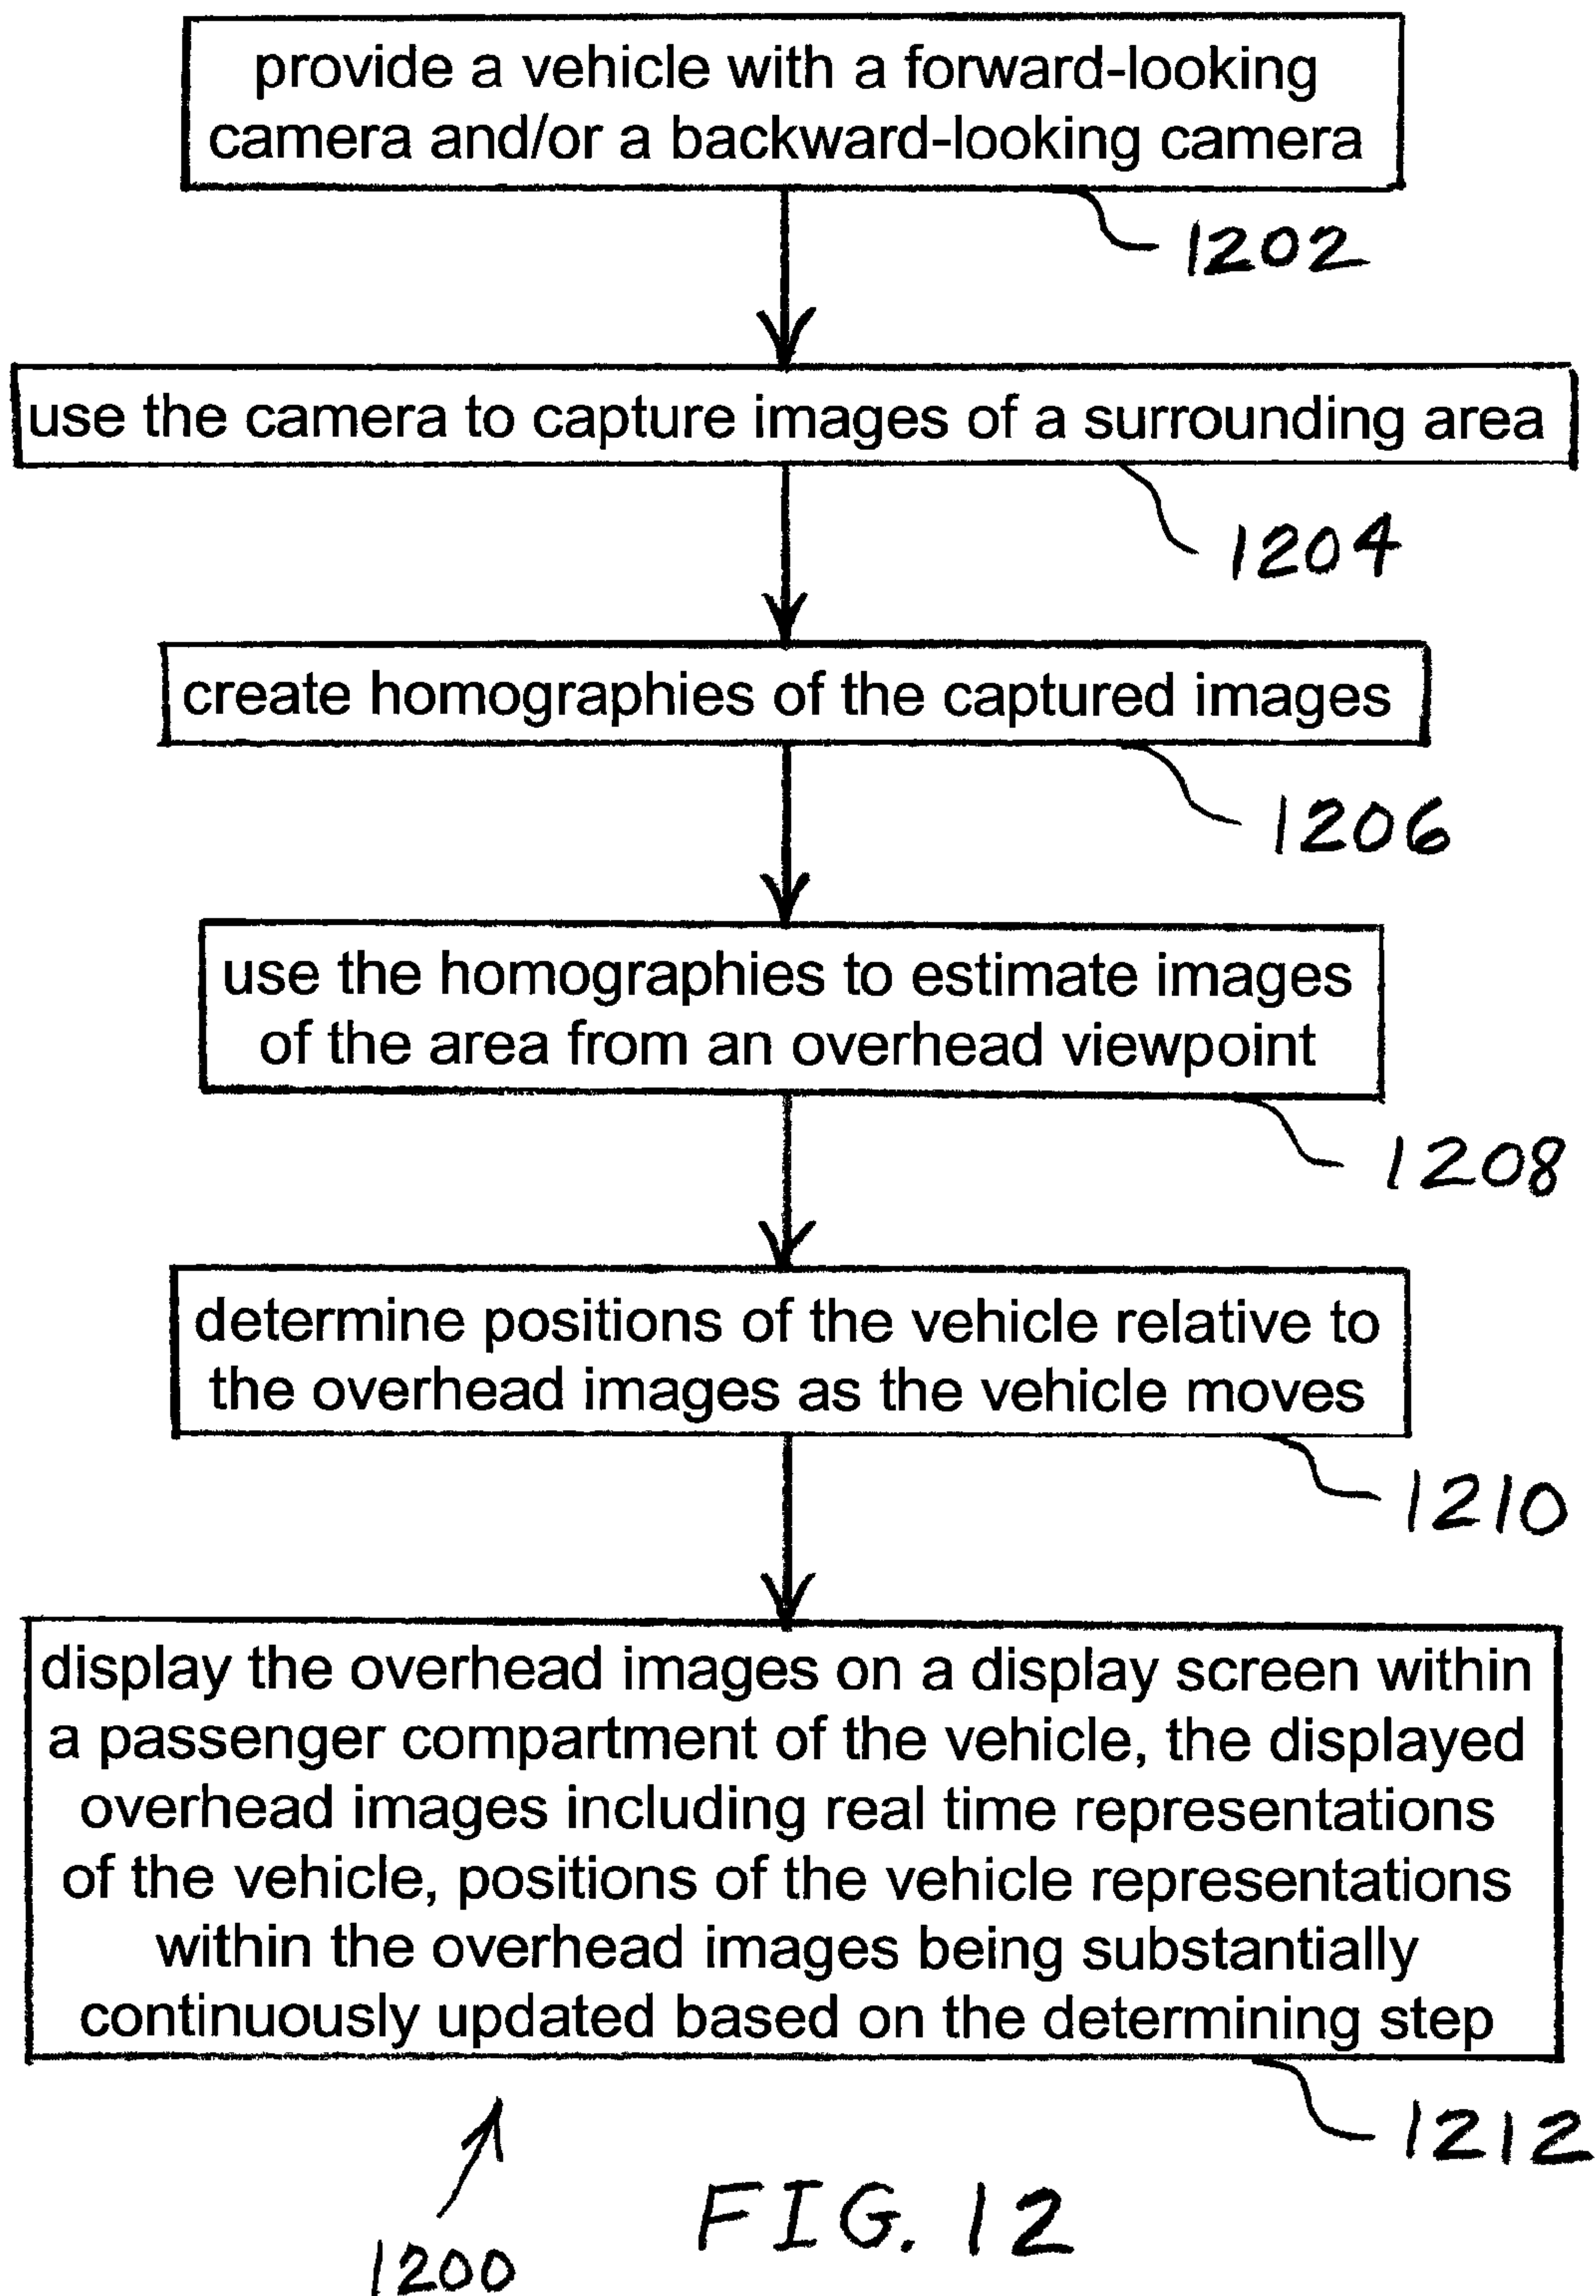 provide a vehicle with a forward-looking
camera and/or a backward-looking camera
1202
use the camera to capture images of a surrounding area
1204
create homographies of the captured images
1206
use the homographies to estimate images
of the area from an overhead viewpoint
1208
determine positions of the vehicle relative to
the overhead images as the vehicle moves
1210
display the overhead images on a display screen within
a passenger compartment of the vehicle, the displayed
overhead images including real time representations
of the vehicle, positions of the vehicle representations
within the overhead images being substantially
continuously updated based on the determining step
1212
1200
FIG. 12